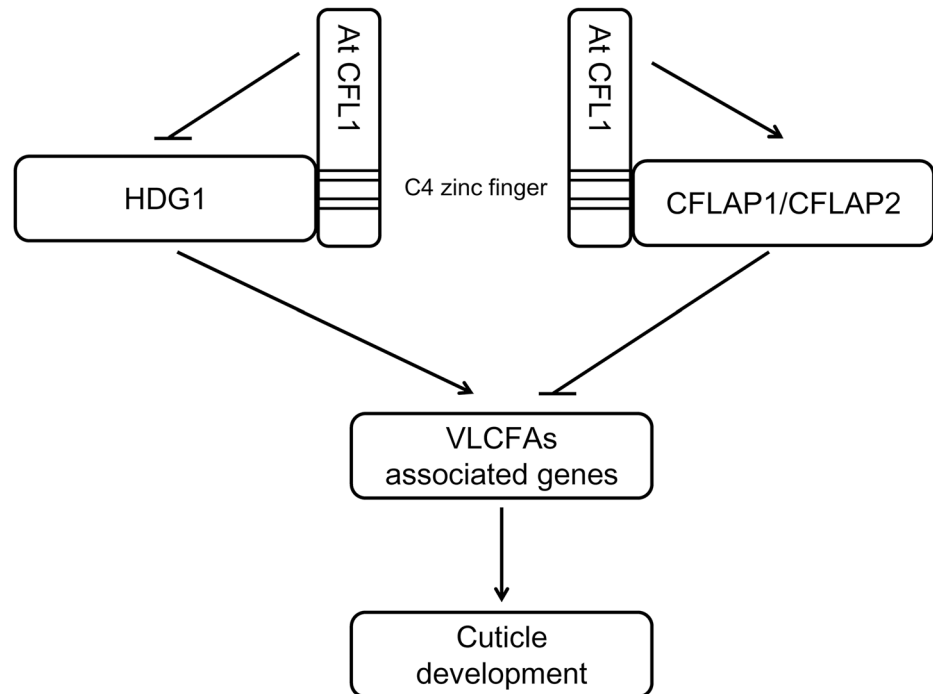 At CFL1
At CFL1
HDG1
C4 zinc finger
CFLAP1/CFLAP2
VLCFAs
associated genes
Cuticle
development